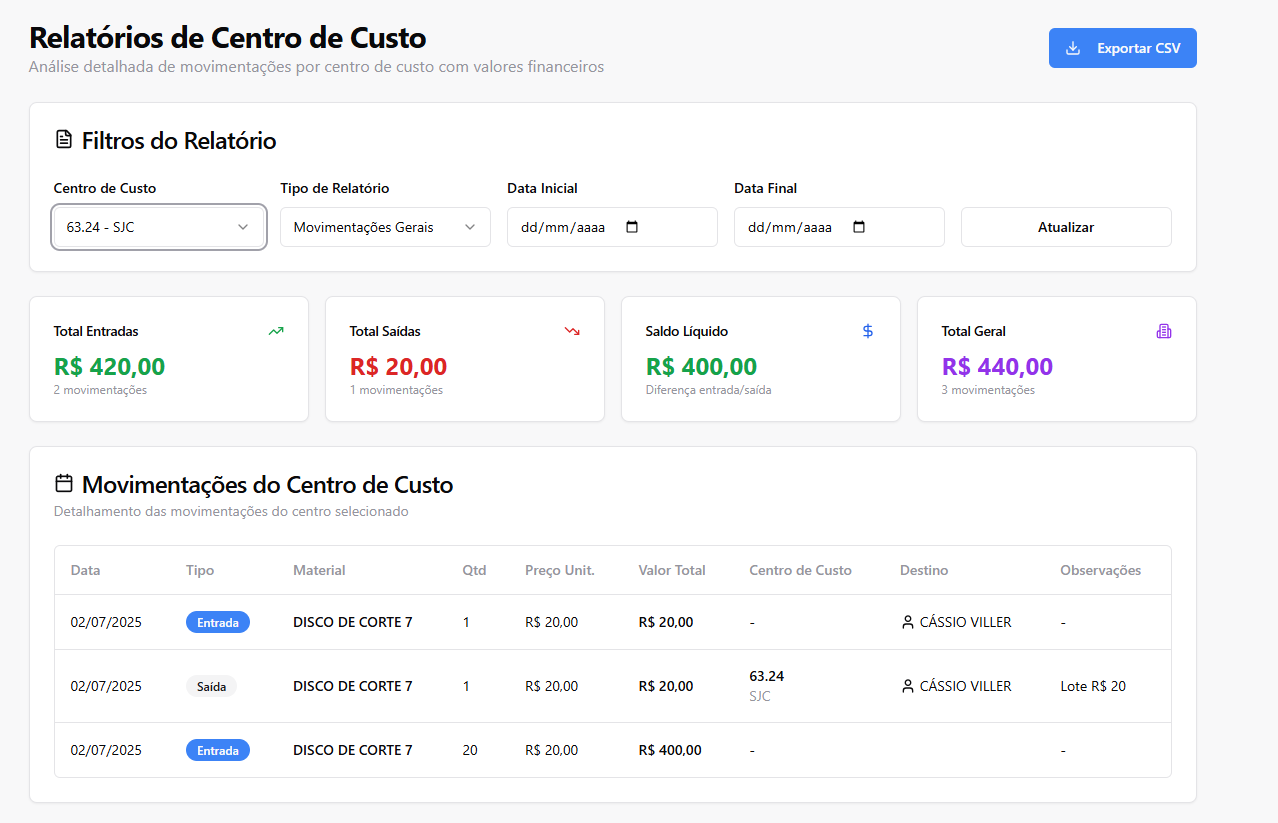 Relatórios de Centro de Custo
Análise detalhada de movimentações por centro de custo com valores financeiros
Exportar CSV
Filtros do Relatório
Centro de Custo Tipo de Relatório Data Inicial Data Final
63.24 - SJC Movimentações Gerais dd/mm/aaaa dd/mm/aaaa Atualizar
Total Entradas Total Saídas Saldo Líquido $ Total Geral
R$ 420,00 R$ 20,00 R$ 400,00 R$ 440,00
2 movimentações 1 movimentações Diferença entrada/saída 3 movimentações
Movimentações do Centro de Custo
Detalhamento das movimentações do centro selecionado
Data Tipo Material Qtd Preço Unit. Valor Total Centro de Custo Destino Observações
02/07/2025 Entrada DISCO DE CORTE 7 1 R$ 20,00 R$ 20,00 - CÁSSIO VILLER -
02/07/2025 Saída DISCO DE CORTE 7 1 R$ 20,00 R$ 20,00 63.24 CÁSSIO VILLER Lote R$ 20
SJC
02/07/2025 Entrada DISCO DE CORTE 7 20 R$ 20,00 R$ 400,00 - -